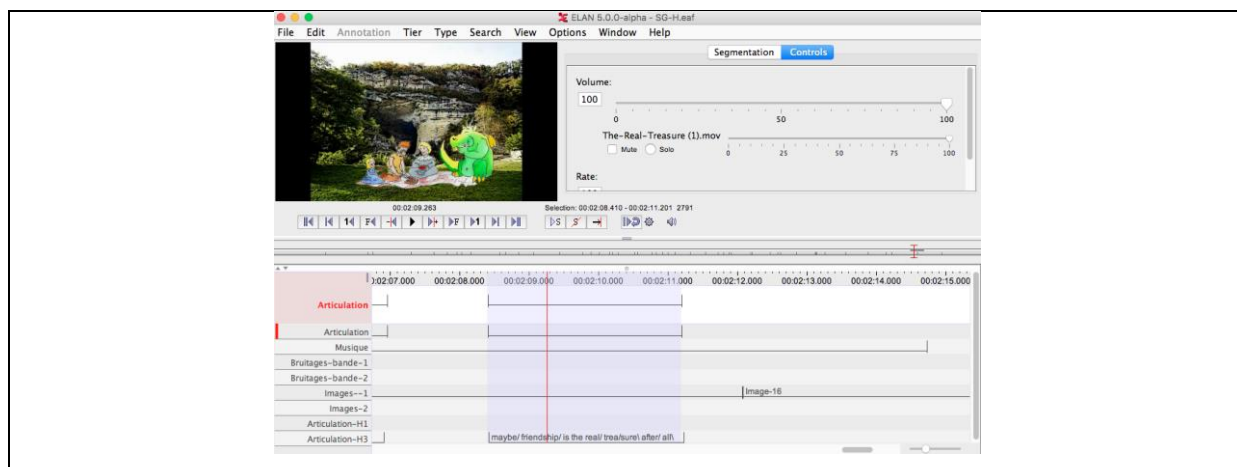 ELAN 5.0.0-alpha - SG-H.eaf
File Edit Annotation Tier Type Search View Options Window Help
Segmentation Controls
Volume:
100
0 50 100
The-Real-Treasure (1).mov
Mute Solo
0 25 50 75 100
Rate:
00:02:09.263
Selection: 00:02:08.410 - 00:02:11.201 2791
S
02:07.000 00:02:08.000 00:02:09.000 00:02:10.000 00:02:11.000 00:02:12.000 00:02:13.000 00:02:14.000 00:02:15.000
Articulation
Articulation
Musique
Bruitages-bande-1
Bruitages-bande-2
Images--1 Image-16
Images-2
Articulation-H1
Articulation-H3 maybe/ friendship/ is the real/ trea/sure\ after/ all\